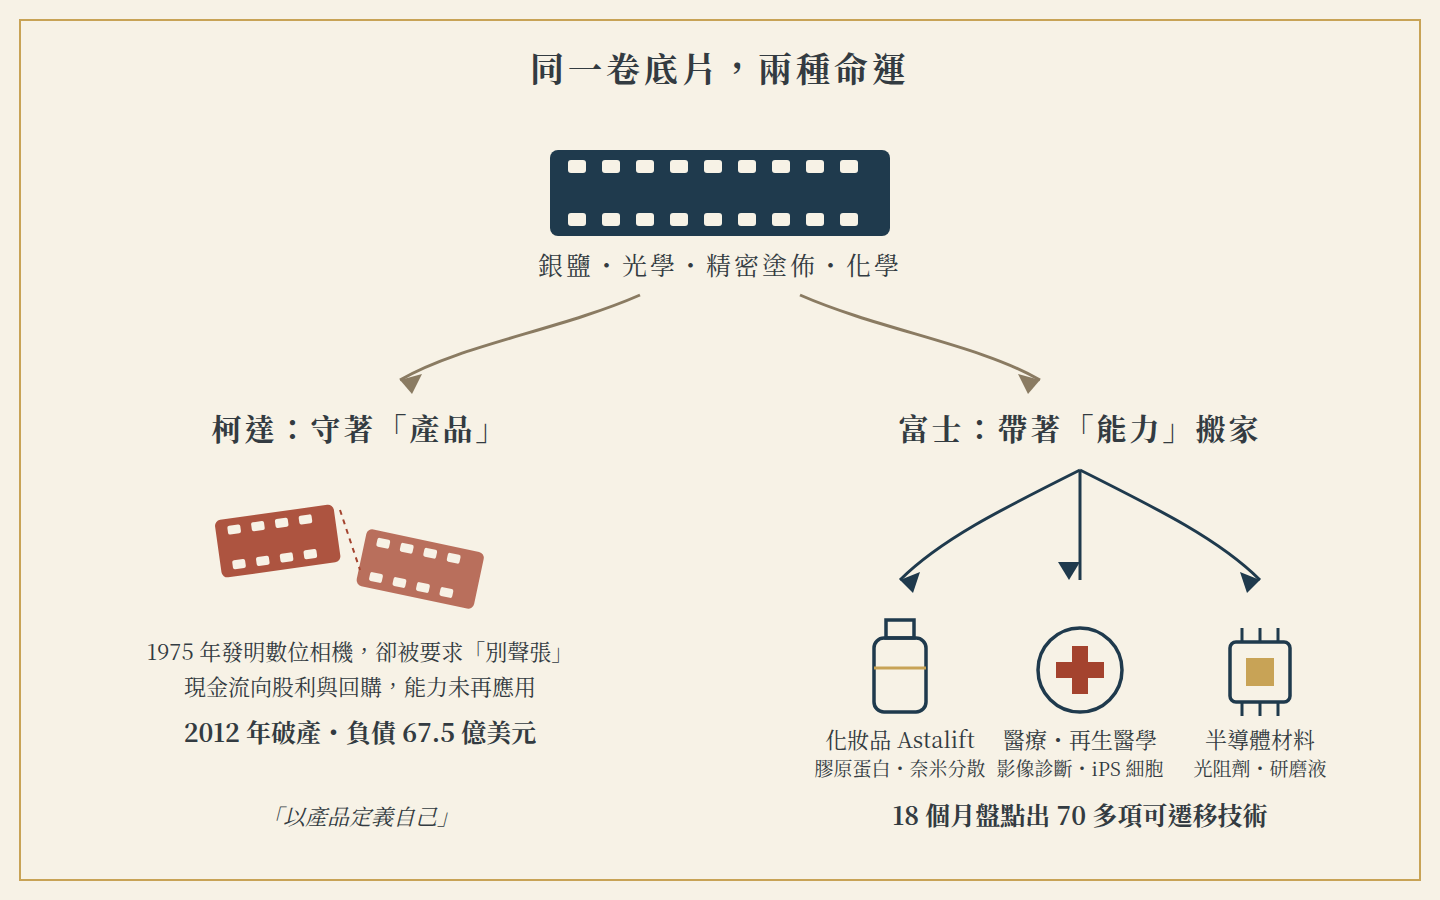 同一卷底片，兩種命運
銀鹽・光學・精密塗佈・化學
柯達：守著「產品」
1975 年發明數位相機，卻被要求「別聲張」
現金流向股利與回購，能力未再應用
2012 年破產・負債 67.5 億美元
「以產品定義自己」
富士：帶著「能力」搬家
化妝品 Astalift
膠原蛋白・奈米分散
醫療・再生醫學
影像診斷・iPS 細胞
半導體材料
光阻劑・研磨液
18 個月盤點出 70 多項可遷移技術